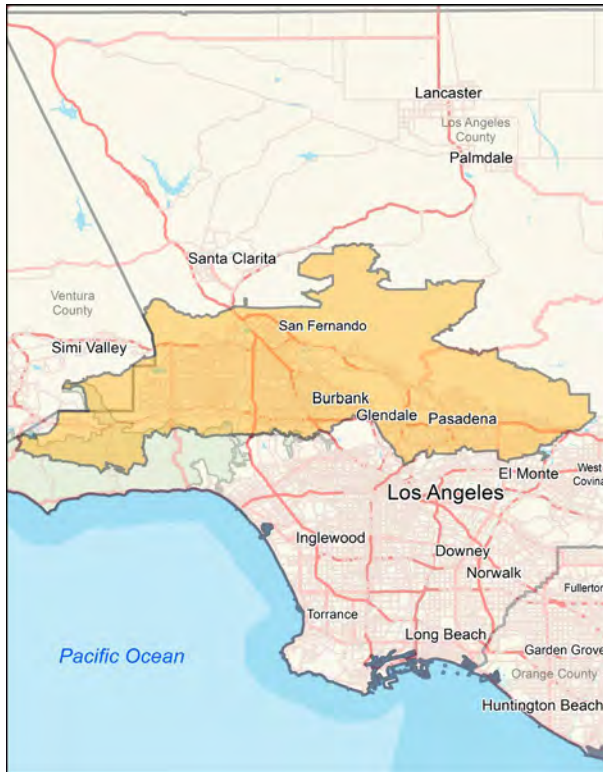 Lancaster
Los Angeles
County
Palmdale
Santa Clarita
Ventura
County
San Fernando
Simi Valley
Burbank
Glendale
Pasadena
El Monte
West
Covina
Los Angeles
Inglewood
Downey
Norwalk
Fullerton
Torrance
Long Beach
Pacific Ocean
Garden Grove
Orange County
Huntington Beach